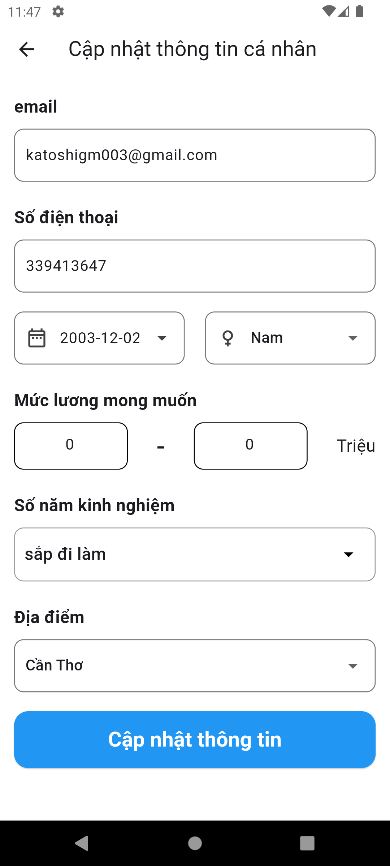 11:47
Cập nhật thông tin cá nhân
email
katoshigm003@gmail.com
Số điện thoại
339413647
2003-12-02 Nam
Mức lương mong muốn
0 - 0 Triệu
Số năm kinh nghiệm
sắp đi làm
Địa điểm
Cần Thơ
Cập nhật thông tin